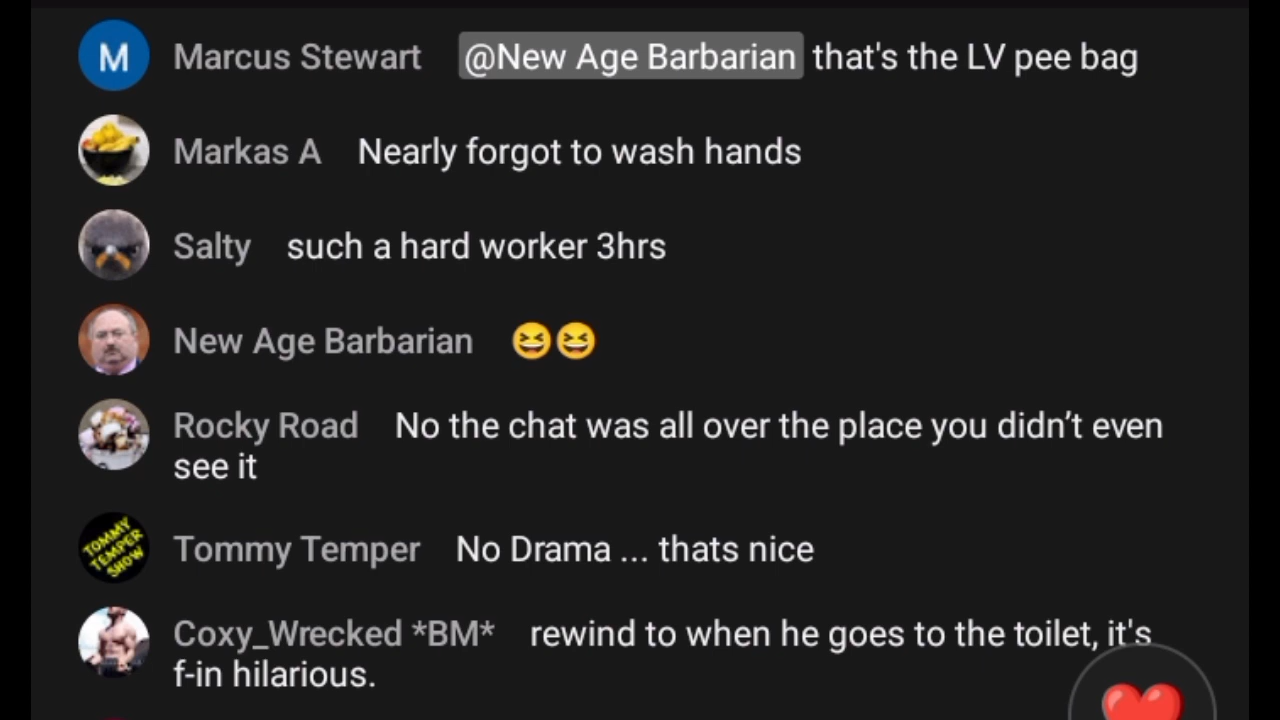 M Marcus Stewart @New Age Barbarian that's the LV pee bag
Markas A Nearly forgot to wash hands
Salty such a hard worker 3hrs
New Age Barbarian 😆😆
Rocky Road No the chat was all over the place you didn’t even
see it
TOMMY
TEMPER
SHOW
Tommy Temper No Drama ... thats nice
Coxy_Wrecked *BM* rewind to when he goes to the toilet, it's
f-in hilarious.